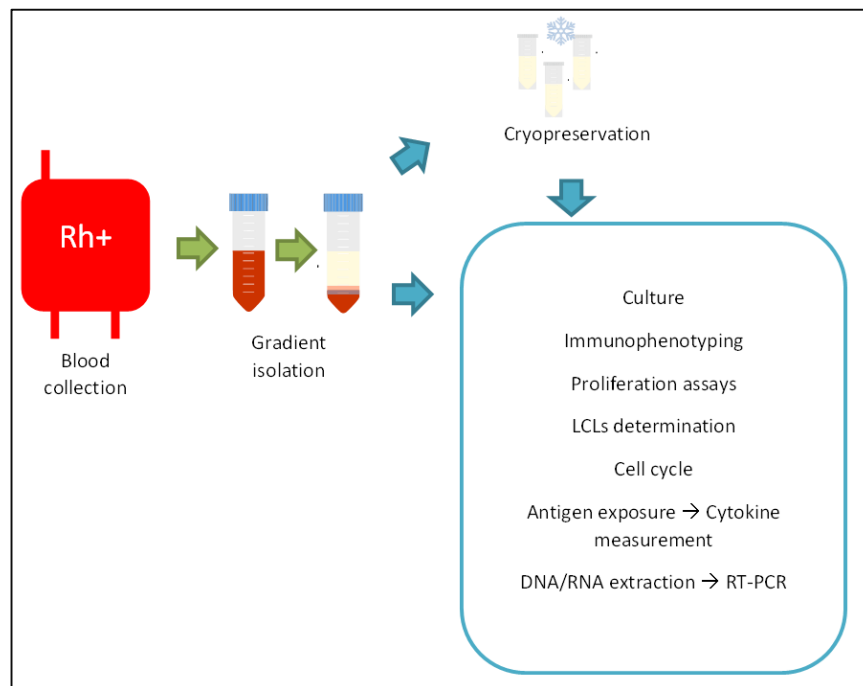 Cryopreservation
Rh+
Blood
collection
Gradient
isolation
Culture
Immunophenotyping
Proliferation assays
LCLs determination
Cell cycle
Antigen exposure → Cytokine
measurement
DNA/RNA extraction → RT-PCR